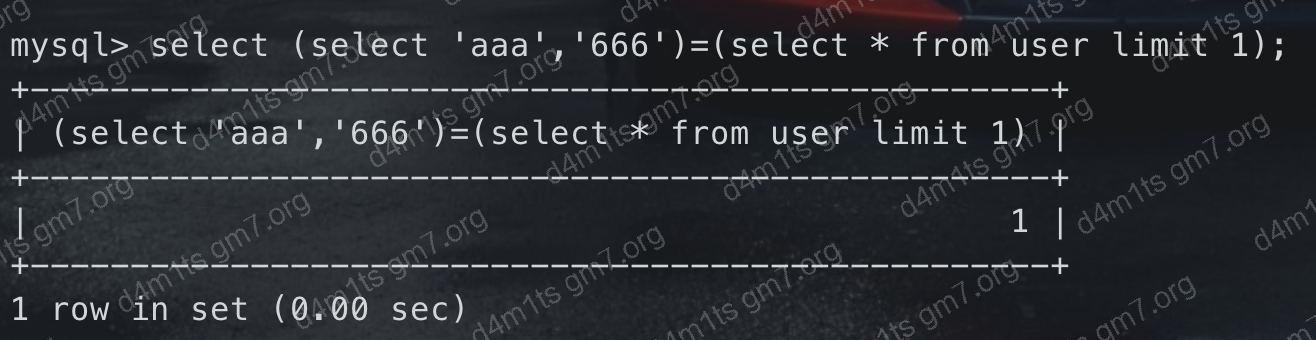 mysql> select (select 'aaa','666')=(select * from user limit 1);
+---------------------------------------------------+
| (select 'aaa','666')=(select * from user limit 1) |
+---------------------------------------------------+
|                                                 1 |
+---------------------------------------------------+
1 row in set (0.00 sec)
d4m1ts gm7.org